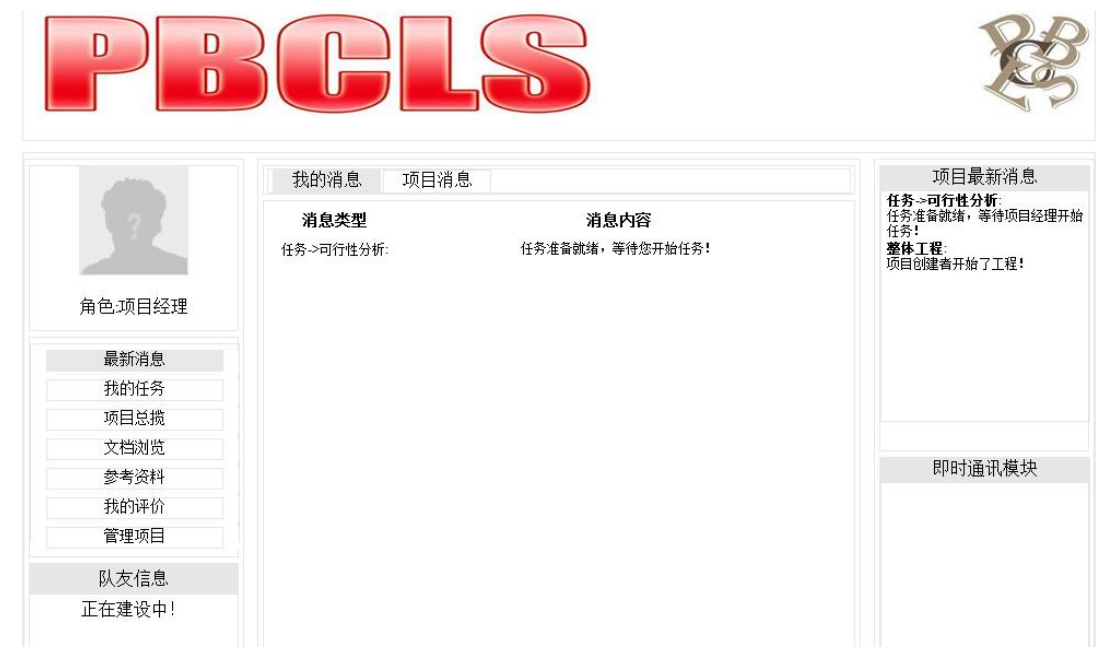 PBCLS
PBCLS
角色:项目经理
最新消息
我的任务
项目总揽
文档浏览
参考资料
我的评价
管理项目
队友信息
正在建设中!
我的消息 项目消息
消息类型 消息内容
任务->可行性分析: 任务准备就绪，等待您开始任务!
项目最新消息
任务->可行性分析:
任务准备就绪，等待项目经理开始
任务!
整体工程:
项目创建者开始了工程!
即时通讯模块